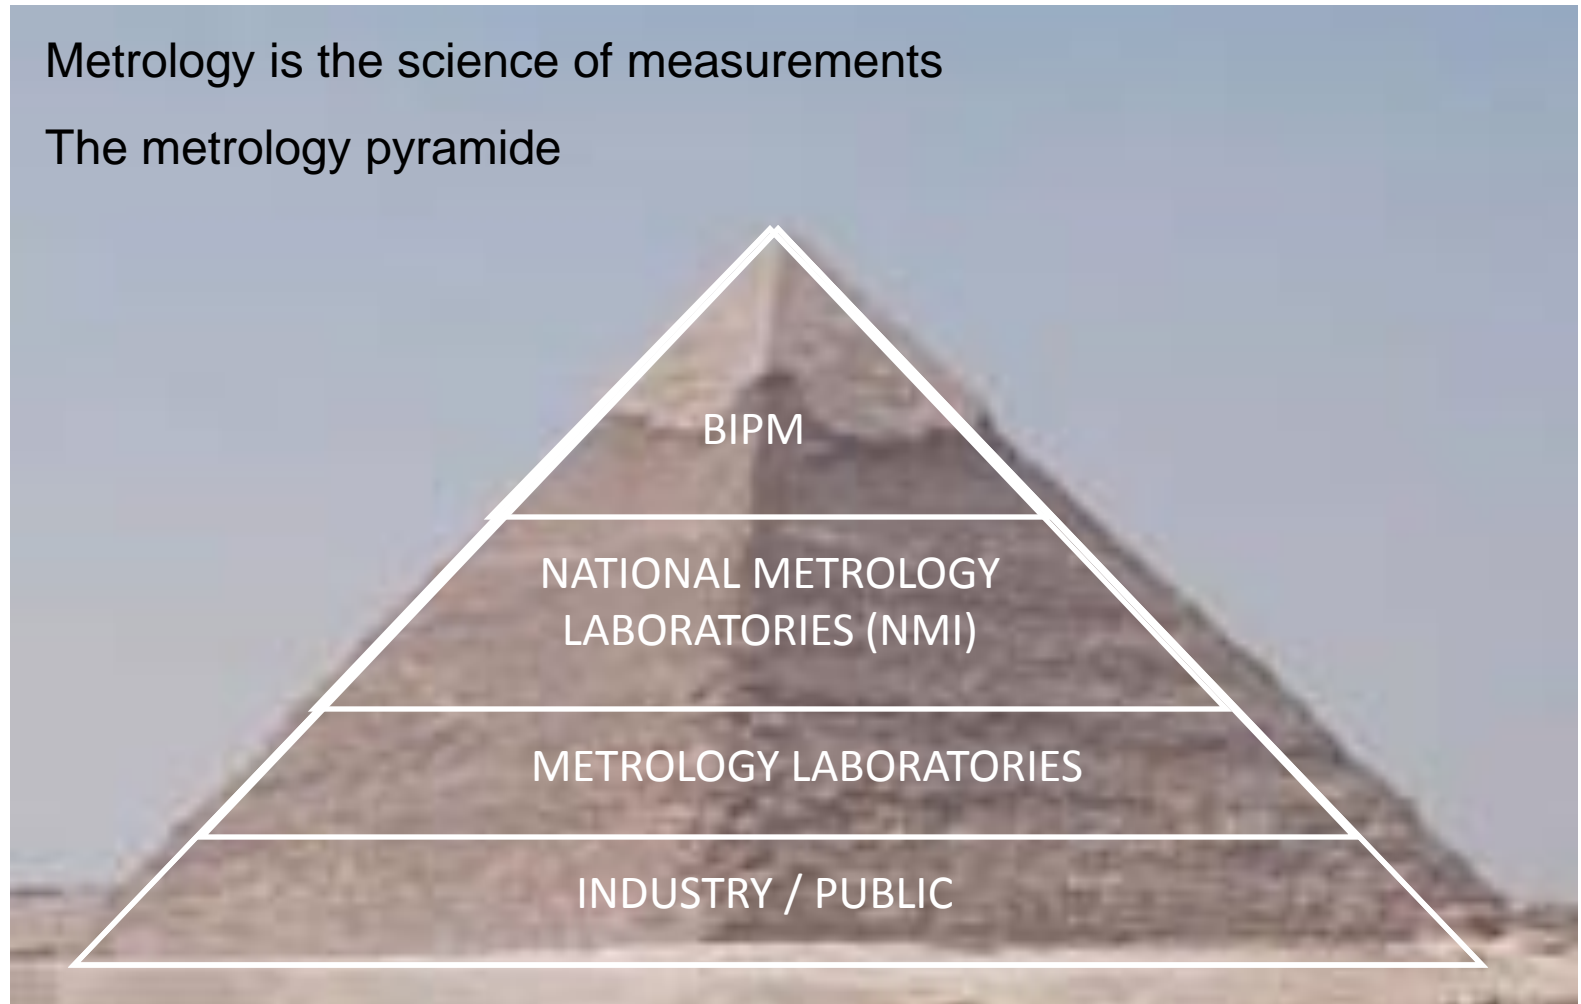 Metrology is the science of measurements
The metrology pyramide
BIPM
NATIONAL METROLOGY
LABORATORIES (NMI)
METROLOGY LABORATORIES
INDUSTRY / PUBLIC